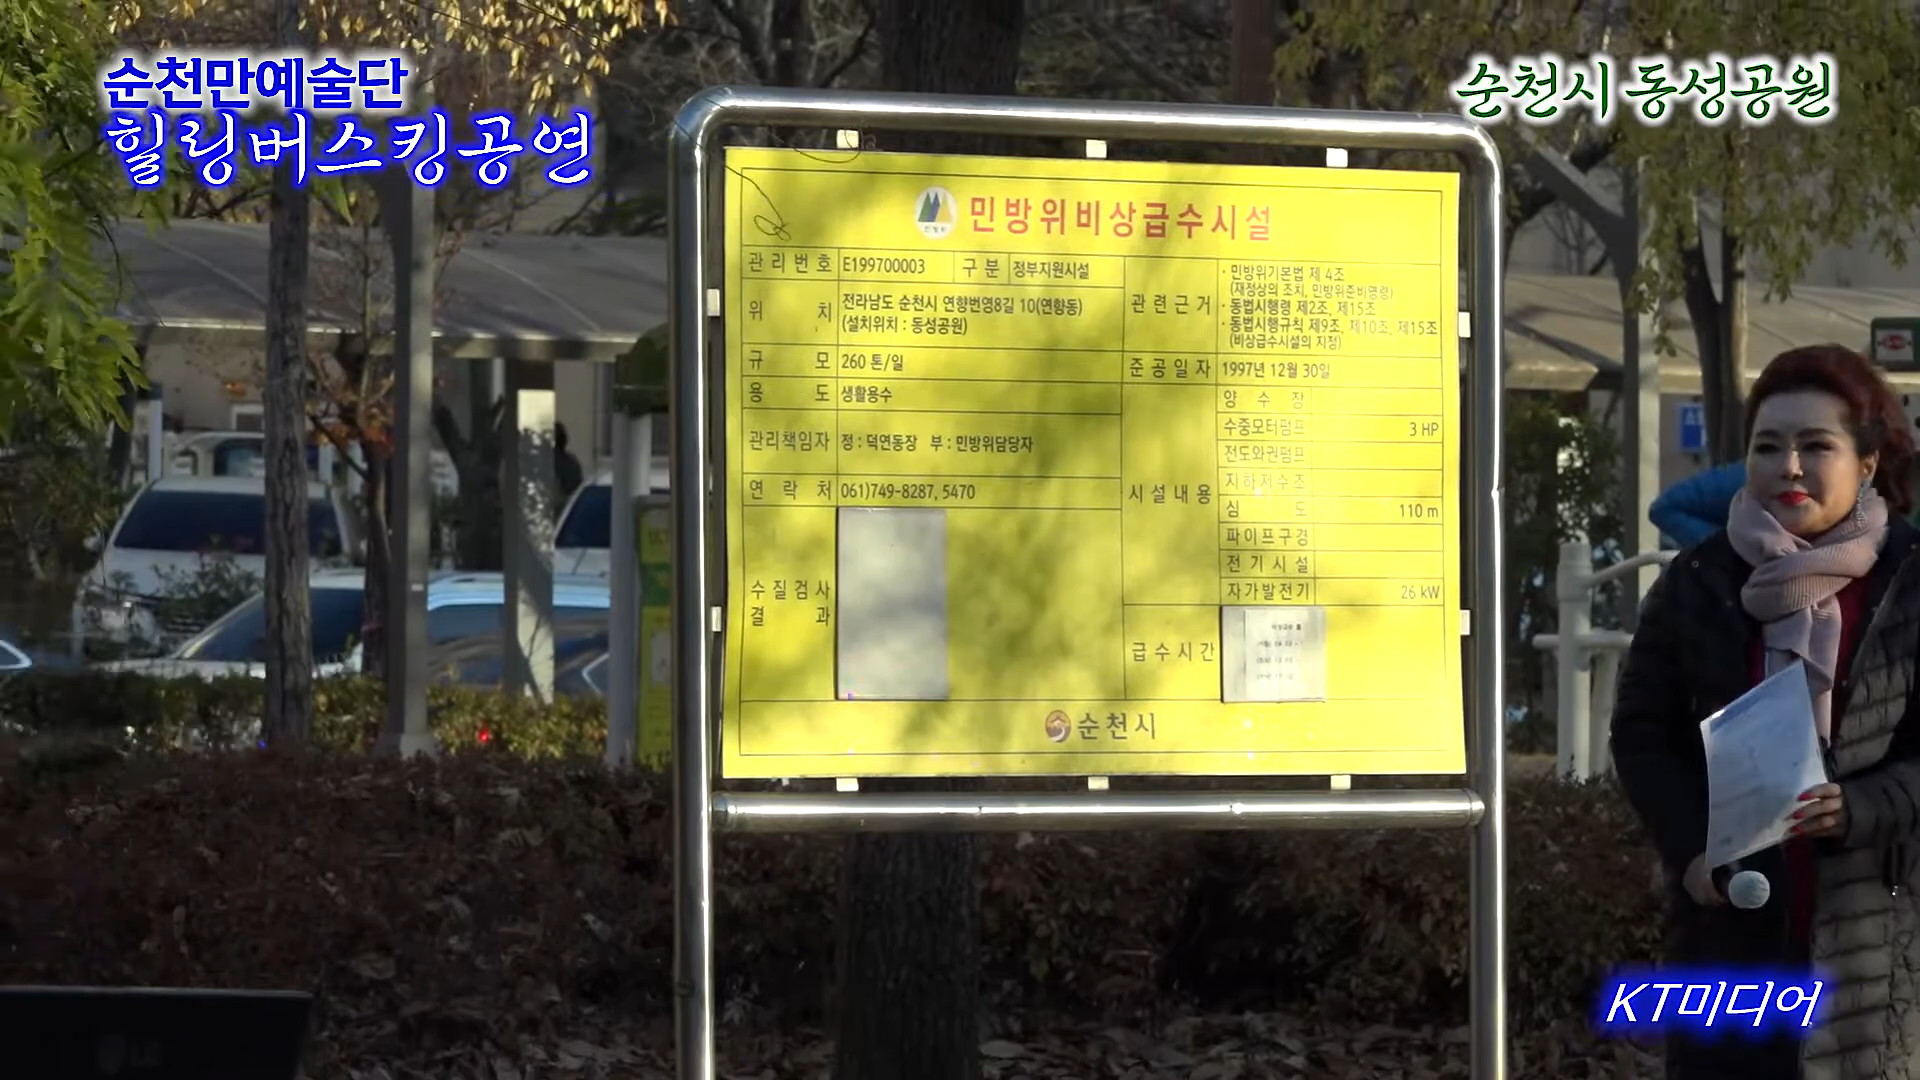 순천만예술단
힐링버스킹공연
순천시 동성공원
민방위
민방위비상급수시설
관리번호 E199700003 구분 정부지원시설
위치 전라남도 순천시 연향번영8길 10(연향동)
(설치위치 : 동성공원)
규모 260 톤/일
용도 생활용수
관리책임자 정 : 덕연동장 부 : 민방위담당자
연락처 061)749-8287, 5470
수질검사
결과
관련근거
· 민방위기본법 제 4조
(재정상의 조치, 민방위준비명령)
· 동법시행령 제2조, 제15조
· 동법시행규칙 제9조, 제10조, 제15조
(비상급수시설의 지정)
준공일자 1997년 12월 30일
시설내용
양수장
수중모터펌프 3 HP
전도와권펌프
지하저수조
심도 110 m
파이프구경
전기시설
자가발전기 26 kW
급수시간
순천시
KT미디어